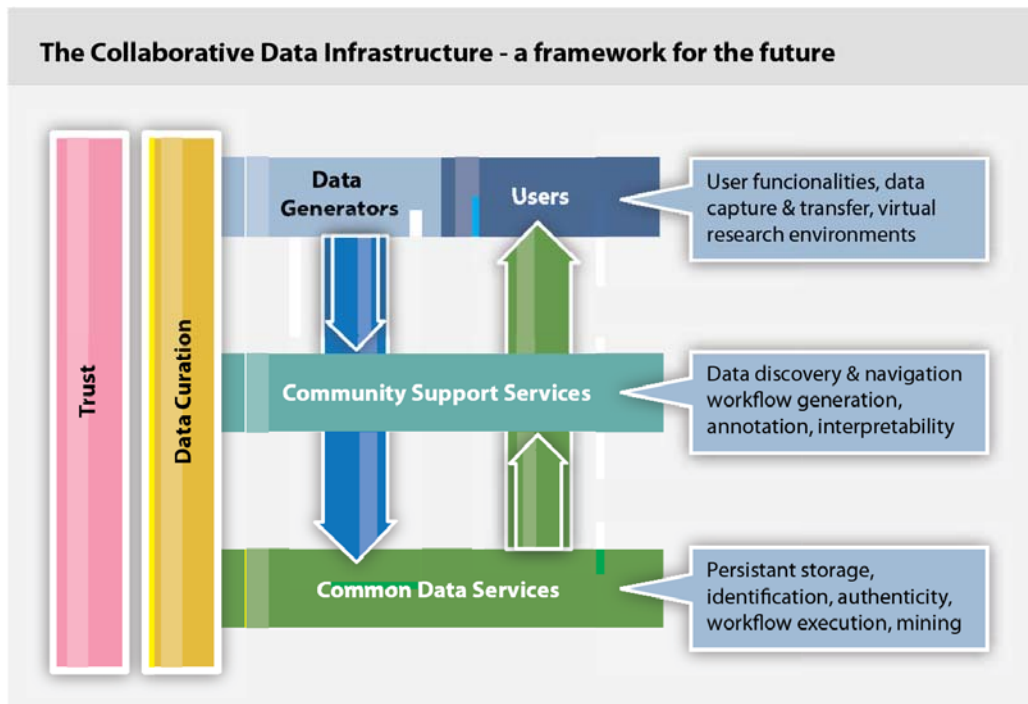 The Collaborative Data Infrastructure - a framework for the future
Trust
Data Curation
Data
Generators
Users
User funcionalities, data
capture & transfer, virtual
research environments
Community Support Services
Data discovery & navigation
workflow generation,
annotation, interpretability
Common Data Services
Persistant storage,
identification, authenticity,
workflow execution, mining